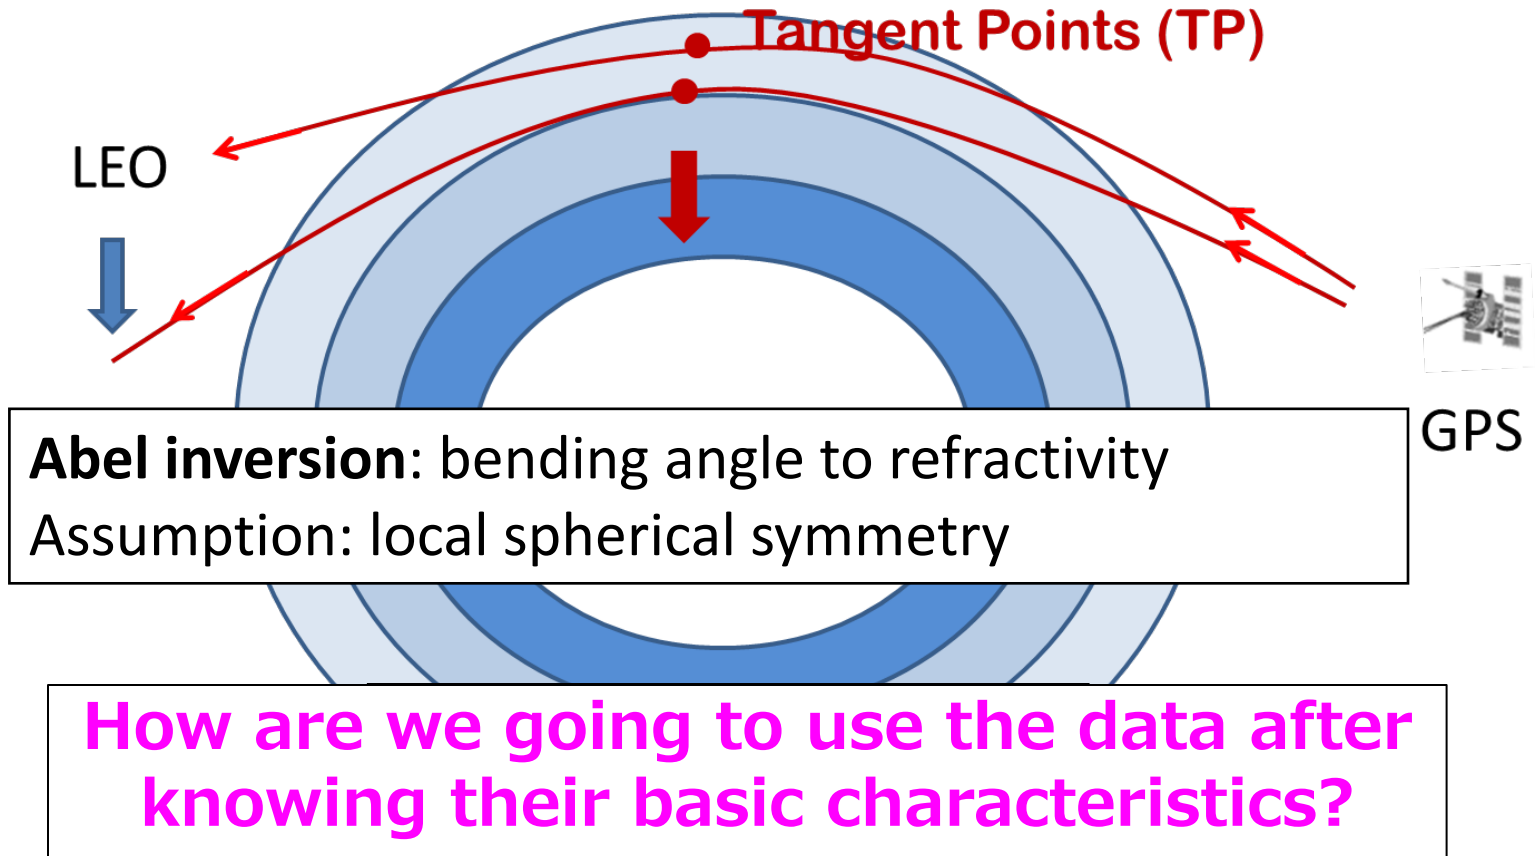 Tangent Points (TP)
LEO
GPS
Abel inversion: bending angle to refractivity
Assumption: local spherical symmetry
How are we going to use the data after
knowing their basic characteristics?